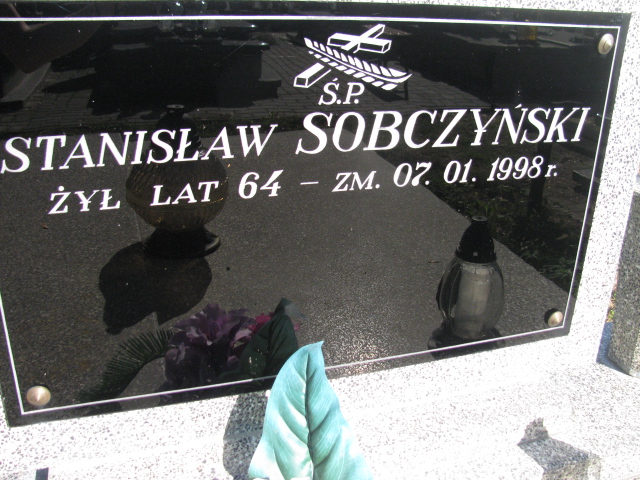 Ś.P.
STANISŁAW SOBCZYŃSKI
ŻYŁ LAT 64 – ZM. 07. 01. 1998 r.